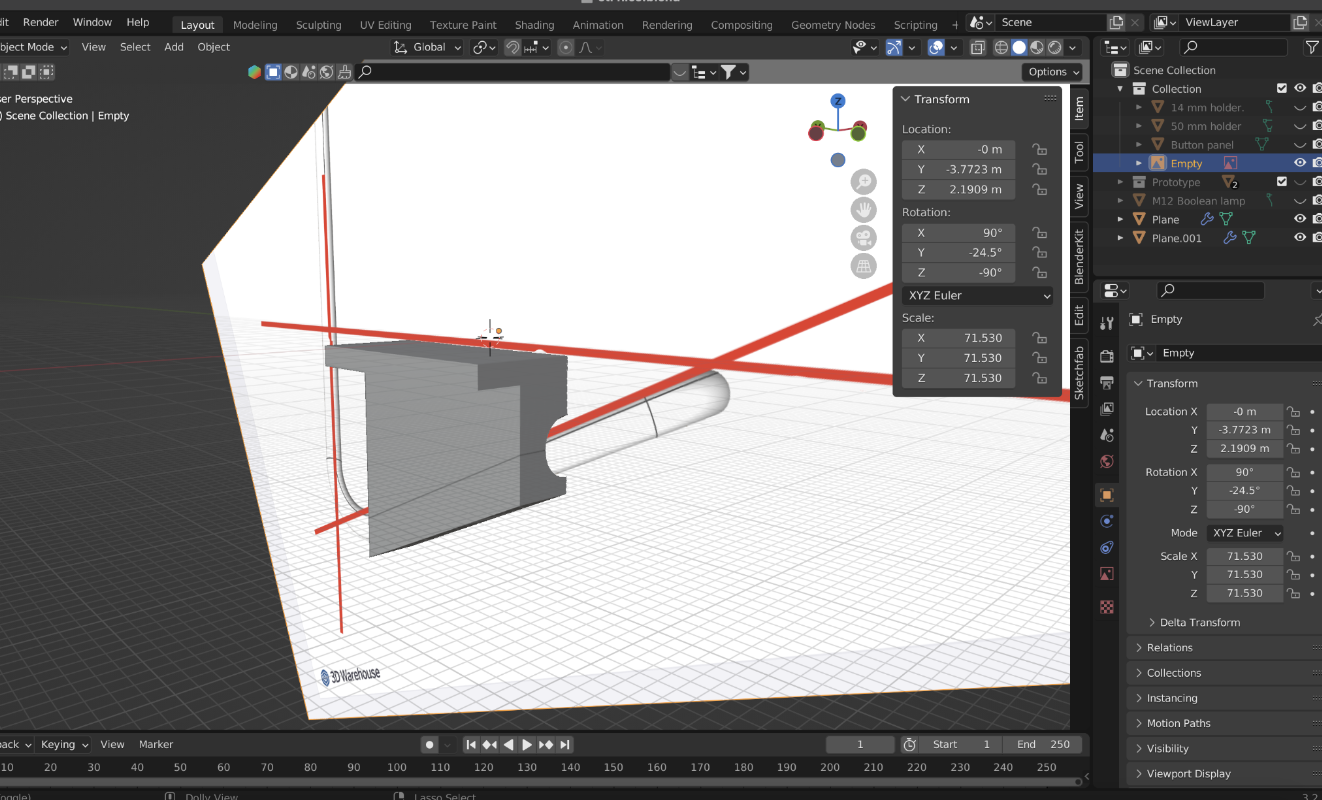 Render Window Help Layout Modeling Sculpting UV Editing Texture Paint Shading Animation Rendering Compositing Geometry Nodes Scripting + Scene ViewLayer
bject Mode View Select Add Object Global
Options
er Perspective
) Scene Collection | Empty
Z
Transform
Location:
X -0 m
Y -3.7723 m
Z 2.1909 m
Rotation:
X 90°
Y -24.5°
Z -90°
XYZ Euler
Scale:
X 71.530
Y 71.530
Z 71.530
Item
Tool
View
BlenderKit
Edit
Sketchfab
Scene Collection
Collection
14 mm holder.
50 mm holder
Button panel
Empty
Prototype 2
M12 Boolean lamp
Plane
Plane.001
Empty
Empty
Transform
Location X -0 m
Y -3.7723 m
Z 2.1909 m
Rotation X 90°
Y -24.5°
Z -90°
Mode XYZ Euler
Scale X 71.530
Y 71.530
Z 71.530
Delta Transform
Relations
Collections
Instancing
Motion Paths
Visibility
Viewport Display
3D Warehouse
back Keying View Marker 1 Start 1 End 250
10 20 30 40 50 60 70 80 90 100 110 120 130 140 150 160 170 180 190 200 210 220 230 240 250
Dolly View Lasso Select